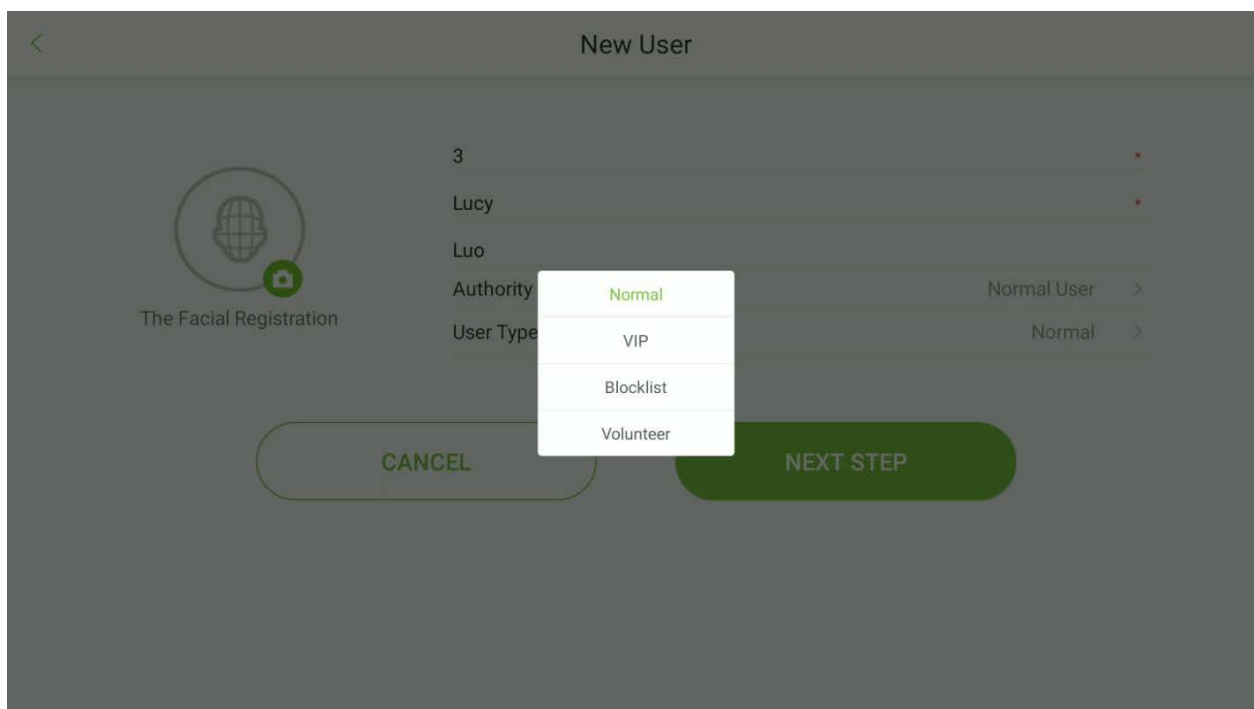 New User
3 *
Lucy *
Luo
Authority Normal User
The Facial Registration
User Type Normal
Normal
VIP
Blocklist
Volunteer
CANCEL
NEXT STEP